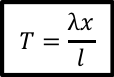 T = λx / l